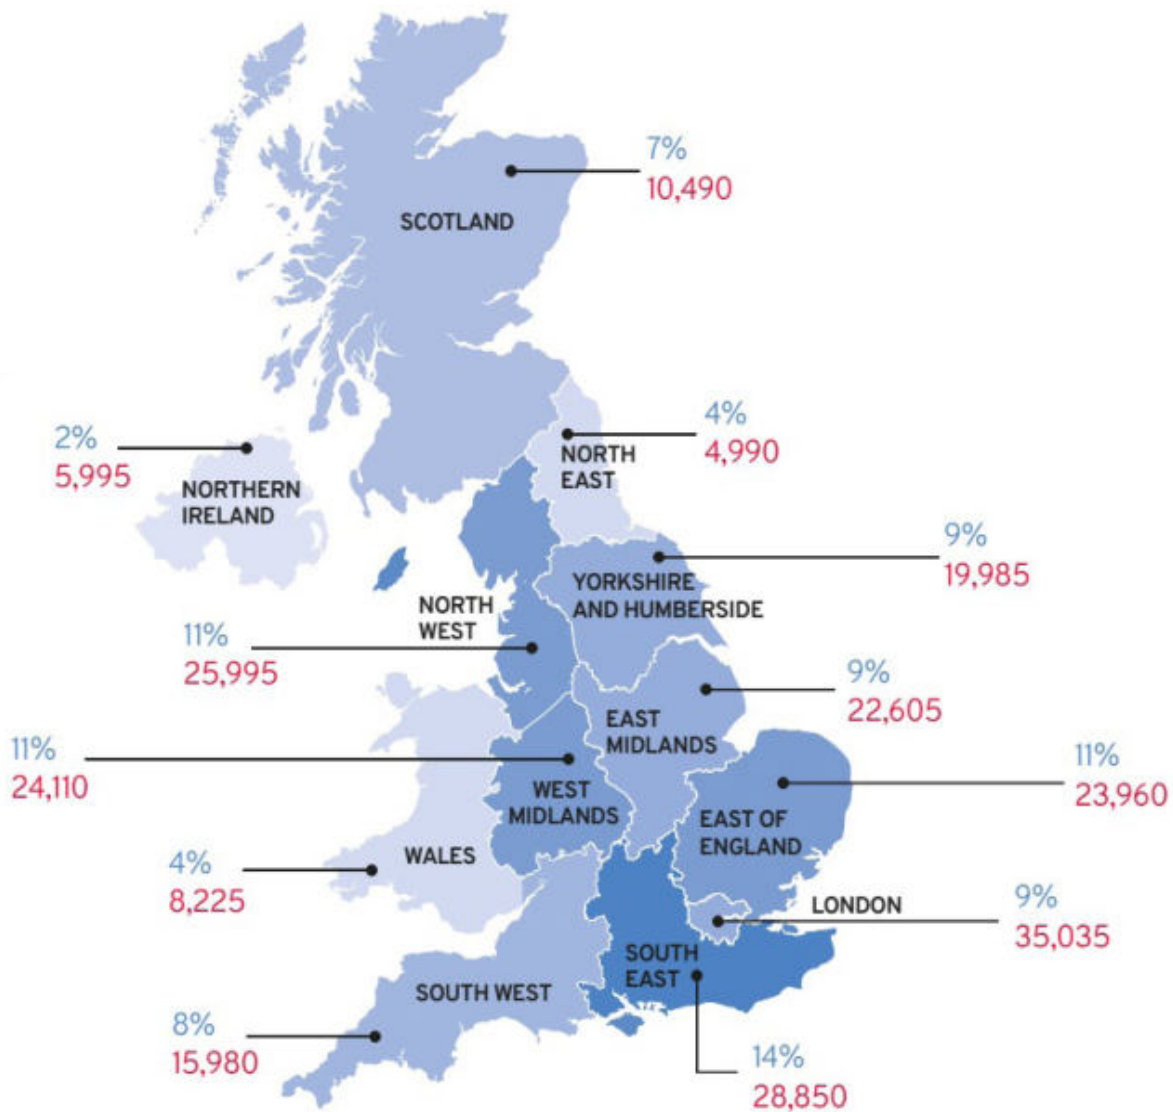 7%
10,490
SCOTLAND
4%
4,990
NORTH
EAST
2%
5,995
NORTHERN
IRELAND
9%
19,985
YORKSHIRE
AND HUMBERSIDE
NORTH
WEST
11%
25,995
9%
22,605
EAST
MIDLANDS
11%
24,110
WEST
MIDLANDS
11%
23,960
EAST OF
ENGLAND
WALES
4%
8,225
LONDON
9%
35,035
SOUTH
EAST
SOUTH WEST
8%
15,980
14%
28,850